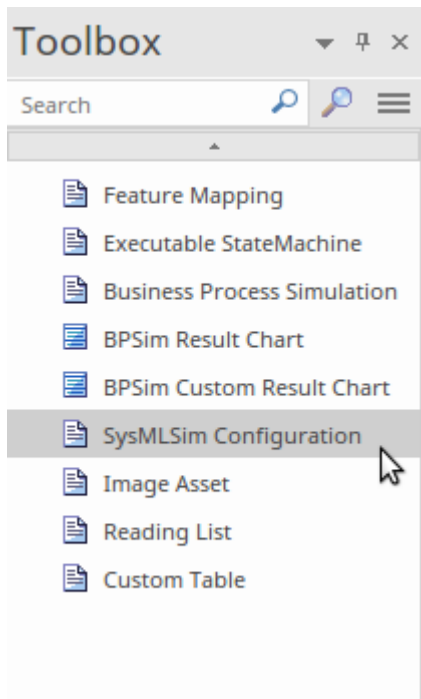 Toolbox
Search
Feature Mapping
Executable StateMachine
Business Process Simulation
BPSim Result Chart
BPSim Custom Result Chart
SysMLSim Configuration
Image Asset
Reading List
Custom Table